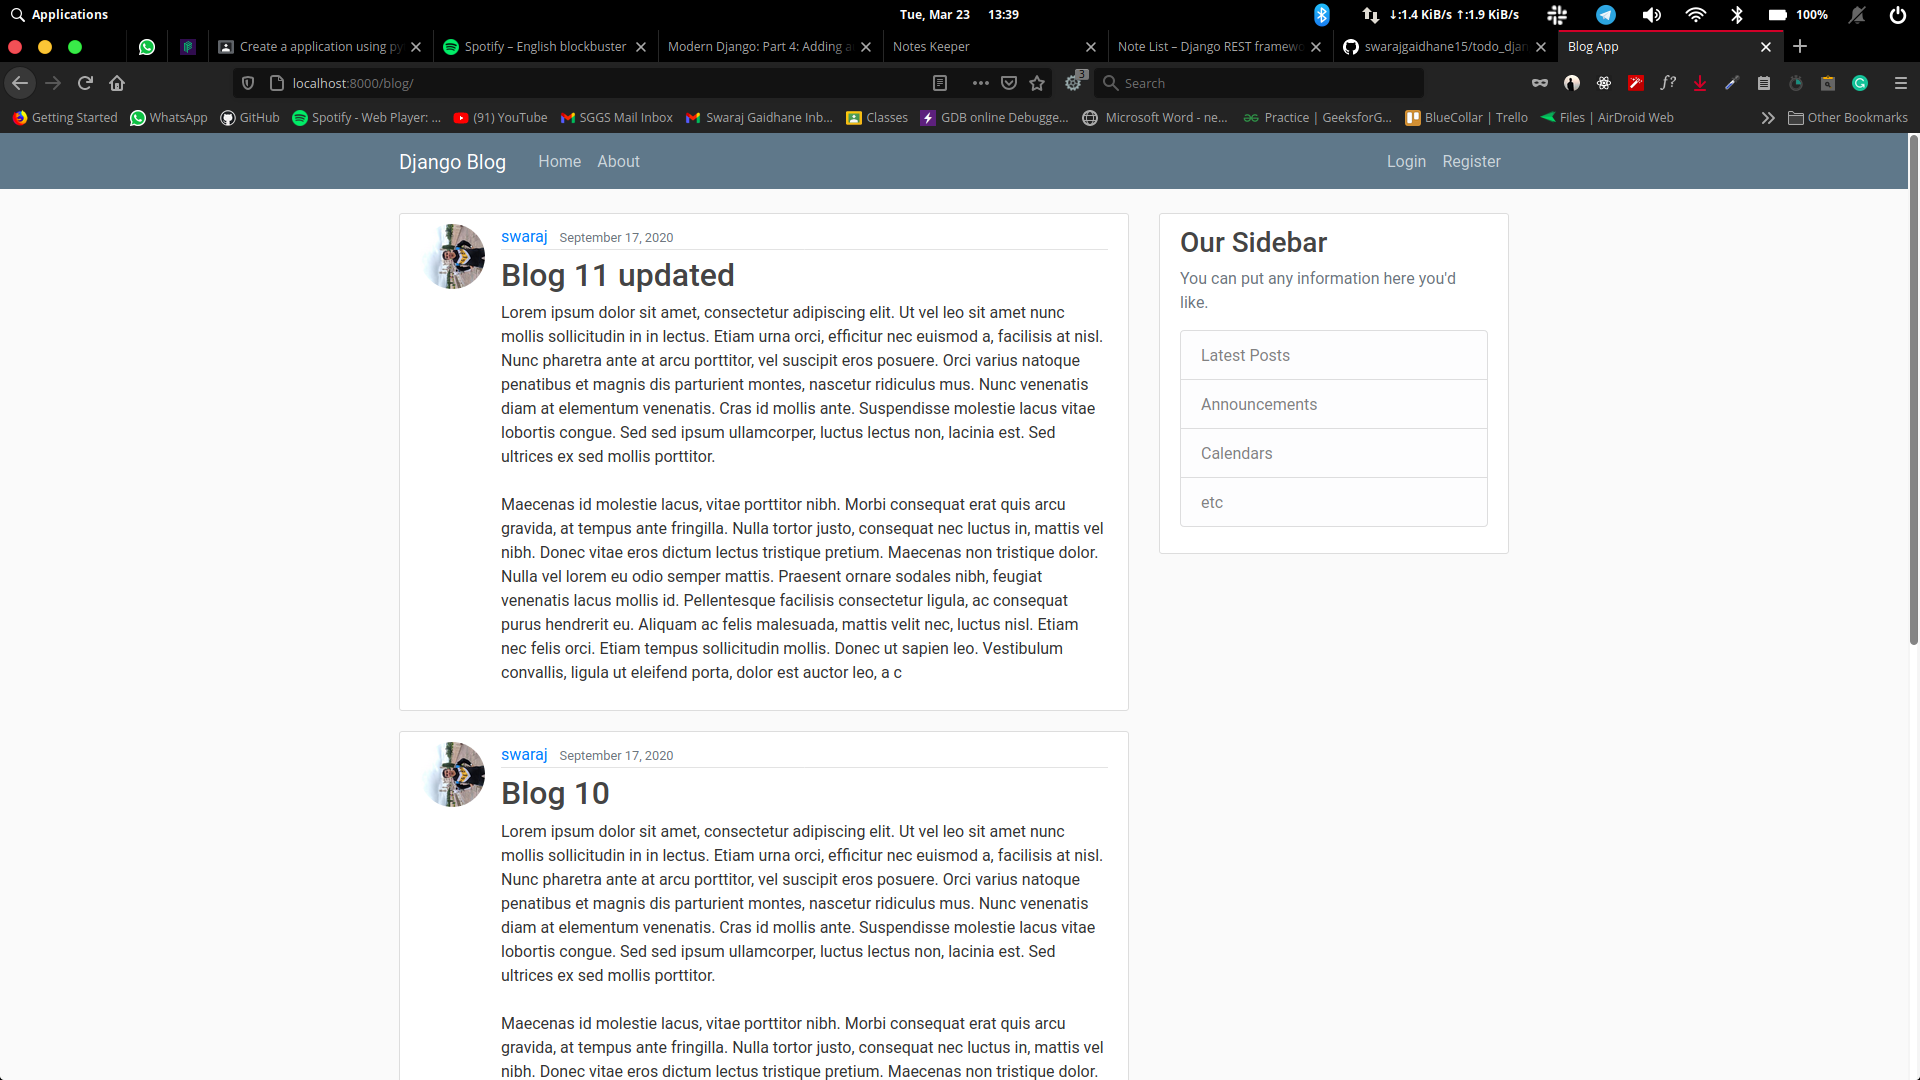 Applications
Tue, Mar 23 13:39
↓:1.4 KiB/s ↑:1.9 KiB/s
100%
Create a application using py
Spotify – English blockbuster
Modern Django: Part 4: Adding a
Notes Keeper
Note List – Django REST framewo
swarajgaidhane15/todo_djan
Blog App
localhost:8000/blog/
Search
3
f?
Getting Started
WhatsApp
GitHub
Spotify - Web Player: ...
(91) YouTube
SGGS Mail Inbox
Swaraj Gaidhane Inb...
Classes
GDB online Debugge...
Microsoft Word - ne...
Practice | GeeksforG...
BlueCollar | Trello
Files | AirDroid Web
Other Bookmarks
Django Blog
Home
About
Login
Register
swaraj September 17, 2020
Blog 11 updated
Lorem ipsum dolor sit amet, consectetur adipiscing elit. Ut vel leo sit amet nunc
mollis sollicitudin in in lectus. Etiam urna orci, efficitur nec euismod a, facilisis at nisl.
Nunc pharetra ante at arcu porttitor, vel suscipit eros posuere. Orci varius natoque
penatibus et magnis dis parturient montes, nascetur ridiculus mus. Nunc venenatis
diam at elementum venenatis. Cras id mollis ante. Suspendisse molestie lacus vitae
lobortis congue. Sed sed ipsum ullamcorper, luctus lectus non, lacinia est. Sed
ultrices ex sed mollis porttitor.
Maecenas id molestie lacus, vitae porttitor nibh. Morbi consequat erat quis arcu
gravida, at tempus ante fringilla. Nulla tortor justo, consequat nec luctus in, mattis vel
nibh. Donec vitae eros dictum lectus tristique pretium. Maecenas non tristique dolor.
Nulla vel lorem eu odio semper mattis. Praesent ornare sodales nibh, feugiat
venenatis lacus mollis id. Pellentesque facilisis consectetur ligula, ac consequat
purus hendrerit eu. Aliquam ac felis malesuada, mattis velit nec, luctus nisl. Etiam
nec felis orci. Etiam tempus sollicitudin mollis. Donec ut sapien leo. Vestibulum
convallis, ligula ut eleifend porta, dolor est auctor leo, a c
swaraj September 17, 2020
Blog 10
Lorem ipsum dolor sit amet, consectetur adipiscing elit. Ut vel leo sit amet nunc
mollis sollicitudin in in lectus. Etiam urna orci, efficitur nec euismod a, facilisis at nisl.
Nunc pharetra ante at arcu porttitor, vel suscipit eros posuere. Orci varius natoque
penatibus et magnis dis parturient montes, nascetur ridiculus mus. Nunc venenatis
diam at elementum venenatis. Cras id mollis ante. Suspendisse molestie lacus vitae
lobortis congue. Sed sed ipsum ullamcorper, luctus lectus non, lacinia est. Sed
ultrices ex sed mollis porttitor.
Maecenas id molestie lacus, vitae porttitor nibh. Morbi consequat erat quis arcu
gravida, at tempus ante fringilla. Nulla tortor justo, consequat nec luctus in, mattis vel
nibh. Donec vitae eros dictum lectus tristique pretium. Maecenas non tristique dolor.
Our Sidebar
You can put any information here you'd
like.
Latest Posts
Announcements
Calendars
etc